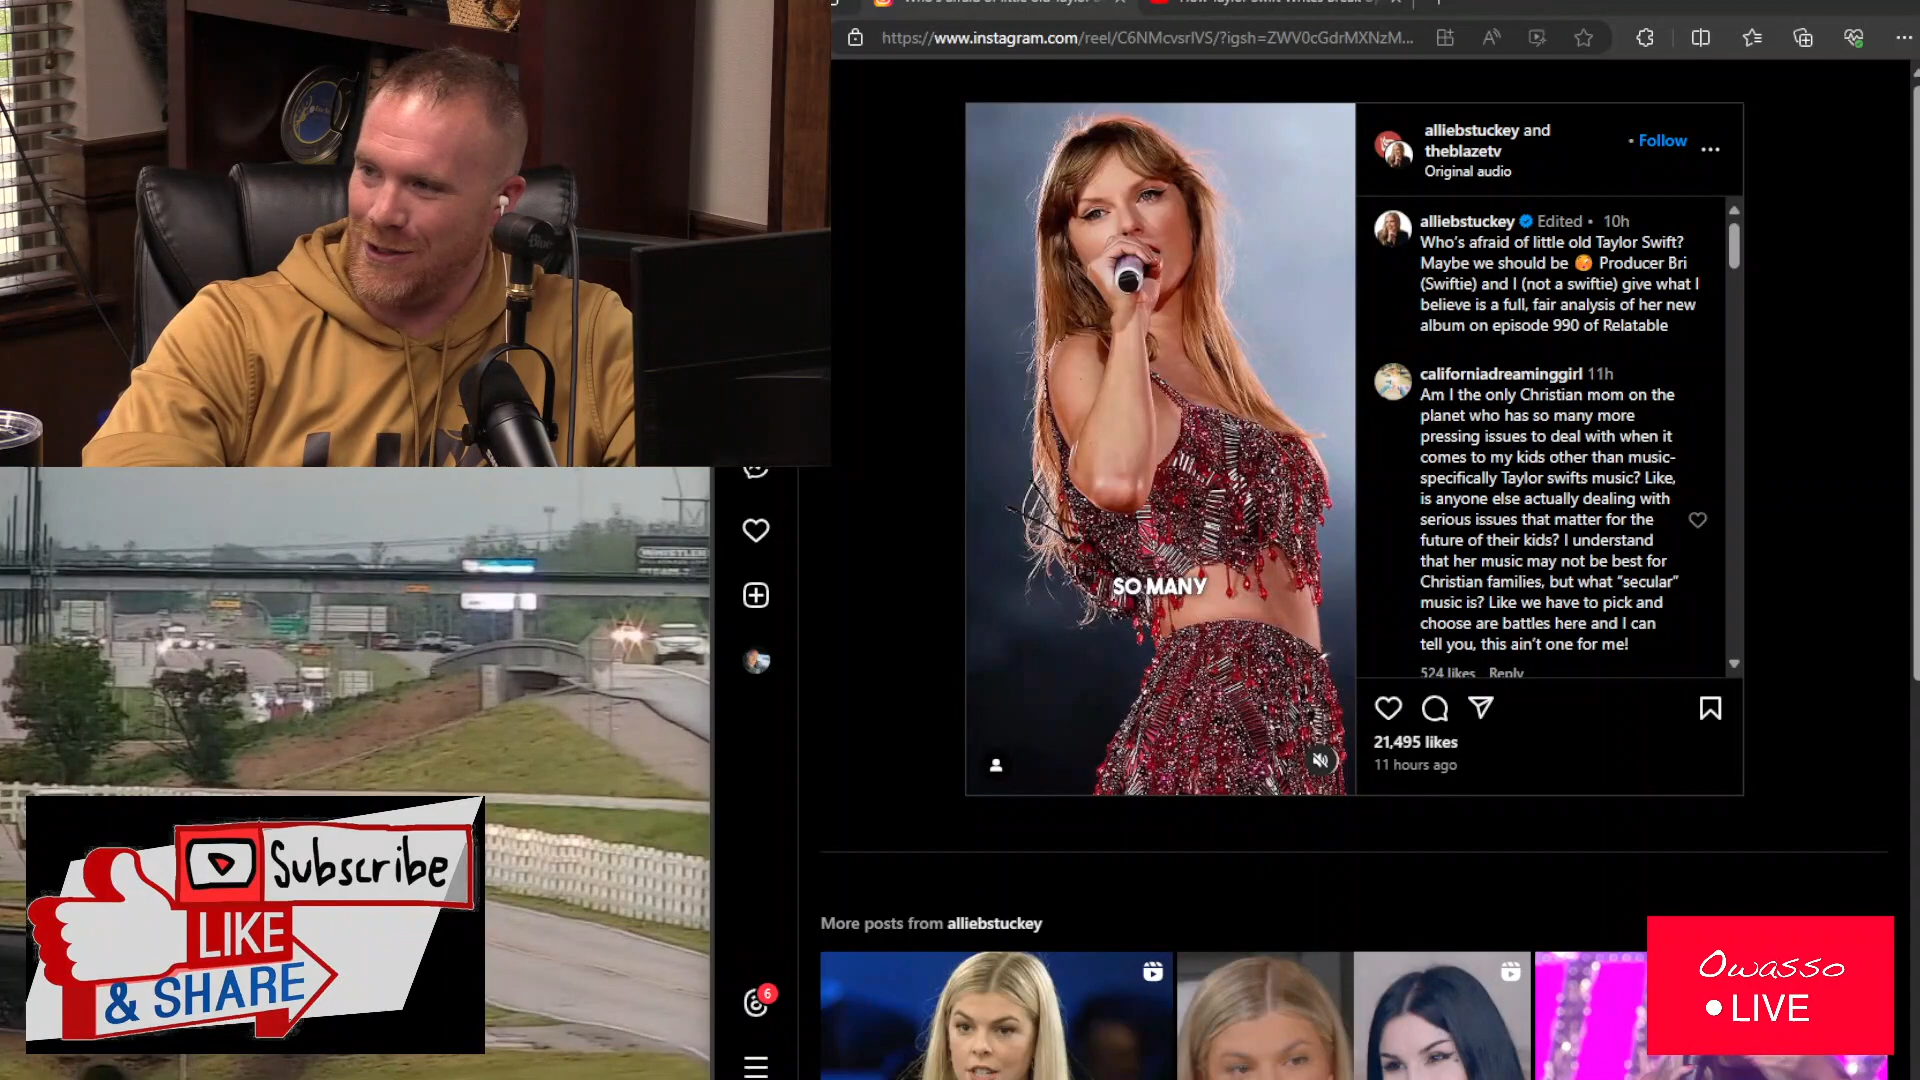 https://www.instagram.com/reel/C6NMcvsrIVS/?igsh=ZWV0cGdrMXNzM...
alliebstuckey and
theblazetv
Original audio
• Follow
alliebstuckey Edited • 10h
Who's afraid of little old Taylor Swift?
Maybe we should be 🥵 Producer Bri
(Swiftie) and I (not a swiftie) give what I
believe is a full, fair analysis of her new
album on episode 990 of Relatable
californiadreaminggirl 11h
Am I the only Christian mom on the
planet who has so many more
pressing issues to deal with when it
comes to my kids other than music-
specifically Taylor swifts music? Like,
is anyone else actually dealing with
serious issues that matter for the
future of their kids? I understand
that her music may not be best for
Christian families, but what “secular”
music is? Like we have to pick and
choose are battles here and I can
tell you, this ain't one for me!
524 likes Reply
21,495 likes
11 hours ago
SO MANY
More posts from alliebstuckey
6
Blue
WHISTLER
Subscribe
LIKE
& SHARE
Owasso
LIVE